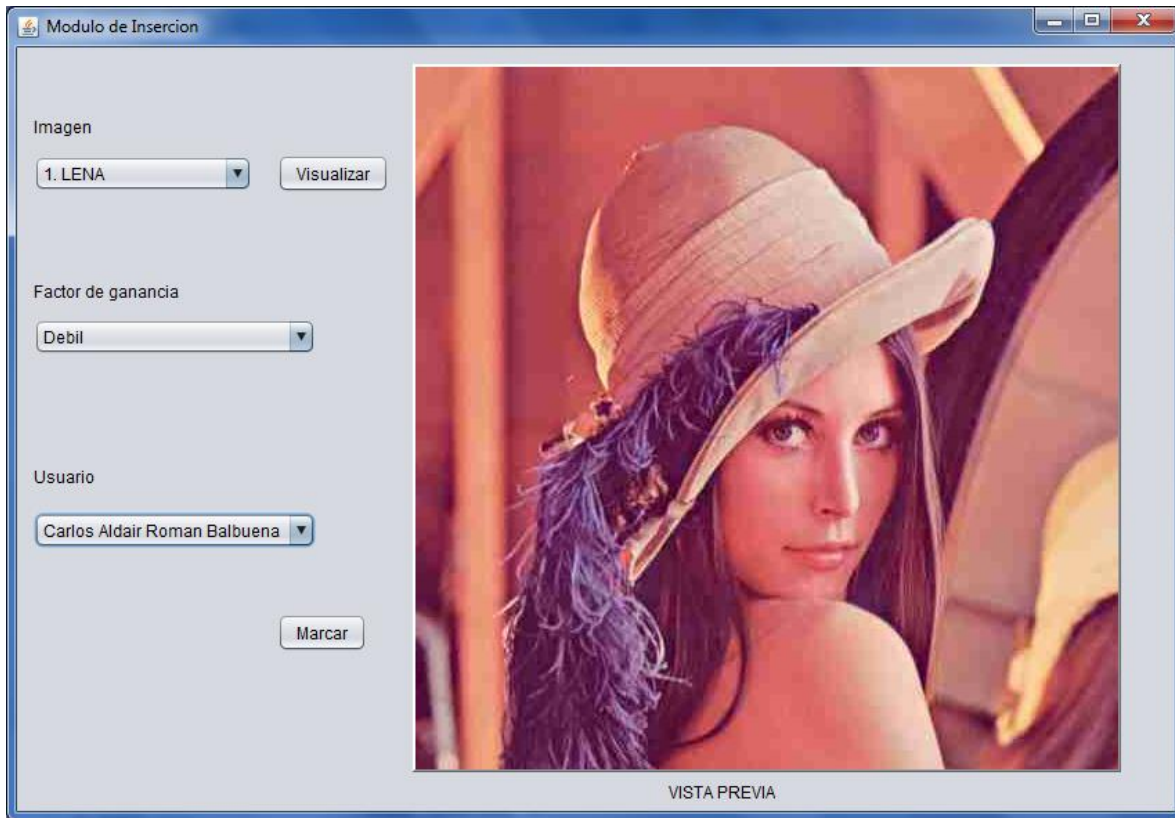 Modulo de Insercion
Imagen
1. LENA
Visualizar
Factor de ganancia
Debil
Usuario
Carlos Aldair Roman Balbuena
Marcar
VISTA PREVIA